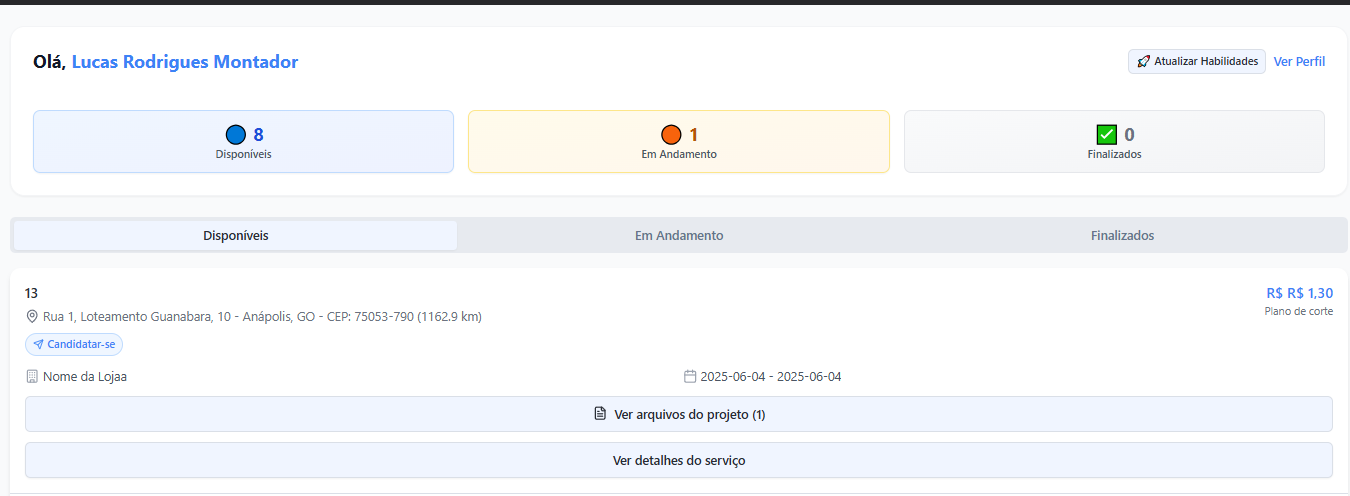 Olá, Lucas Rodrigues Montador
🚀 Atualizar Habilidades
Ver Perfil
8
Disponíveis
1
Em Andamento
0
Finalizados
Disponíveis
Em Andamento
Finalizados
13
R$ R$ 1,30
Rua 1, Loteamento Guanabara, 10 - Anápolis, GO - CEP: 75053-790 (1162.9 km)
Plano de corte
Candidatar-se
Nome da Lojaa
2025-06-04 - 2025-06-04
Ver arquivos do projeto (1)
Ver detalhes do serviço